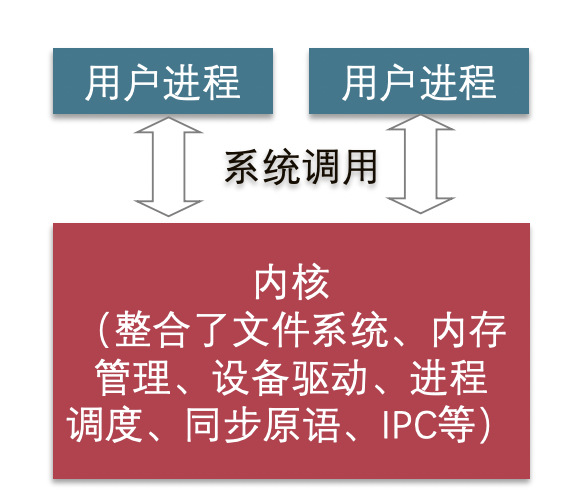 用户进程
用户进程
系统调用
内核
（整合了文件系统、内存
管理、设备驱动、进程
调度、同步原语、IPC等）